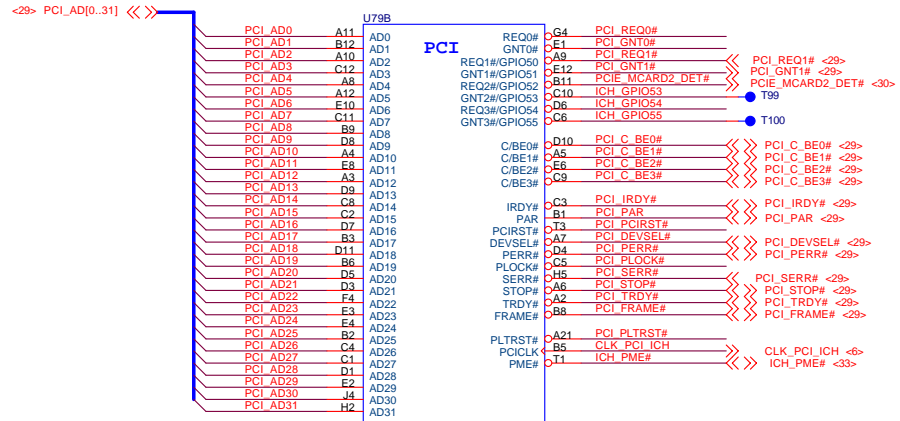 <29> PCI_AD[0..31]
U79B
PCI
PCI_AD0 A11 AD0
PCI_AD1 B12 AD1
PCI_AD2 A10 AD2
PCI_AD3 C12 AD3
PCI_AD4 A8 AD4
PCI_AD5 A12 AD5
PCI_AD6 E10 AD6
PCI_AD7 C11 AD7
PCI_AD8 B9 AD8
PCI_AD9 D8 AD9
PCI_AD10 A4 AD10
PCI_AD11 E8 AD11
PCI_AD12 A3 AD12
PCI_AD13 D9 AD13
PCI_AD14 C8 AD14
PCI_AD15 C2 AD15
PCI_AD16 D7 AD16
PCI_AD17 B3 AD17
PCI_AD18 D11 AD18
PCI_AD19 B6 AD19
PCI_AD20 D5 AD20
PCI_AD21 D3 AD21
PCI_AD22 F4 AD22
PCI_AD23 E3 AD23
PCI_AD24 E4 AD24
PCI_AD25 B2 AD25
PCI_AD26 C4 AD26
PCI_AD27 C1 AD27
PCI_AD28 D1 AD28
PCI_AD29 E2 AD29
PCI_AD30 J4 AD30
PCI_AD31 H2 AD31
REQ0# G4 PCI_REQ0#
GNT0# E1 PCI_GNT0#
REQ1#/GPIO50 A9 PCI_REQ1# PCI_REQ1# <29>
GNT1#/GPIO51 E12 PCI_GNT1# PCI_GNT1# <29>
REQ2#/GPIO52 B11 PCIE_MCARD2_DET# PCIE_MCARD2_DET# <30>
GNT2#/GPIO53 C10 ICH_GPIO53 T99
REQ3#/GPIO54 D6 ICH_GPIO54
GNT3#/GPIO55 C6 ICH_GPIO55 T100
C/BE0# D10 PCI_C_BE0# PCI_C_BE0# <29>
C/BE1# A5 PCI_C_BE1# PCI_C_BE1# <29>
C/BE2# E6 PCI_C_BE2# PCI_C_BE2# <29>
C/BE3# C9 PCI_C_BE3# PCI_C_BE3# <29>
IRDY# C3 PCI_IRDY# PCI_IRDY# <29>
PAR B1 PCI_PAR PCI_PAR <29>
PCIRST# T3 PCI_PCIRST#
DEVSEL# A7 PCI_DEVSEL# PCI_DEVSEL# <29>
PERR# D4 PCI_PERR# PCI_PERR# <29>
PLOCK# C5 PCI_PLOCK#
SERR# H5 PCI_SERR# PCI_SERR# <29>
STOP# A6 PCI_STOP# PCI_STOP# <29>
TRDY# A2 PCI_TRDY# PCI_TRDY# <29>
FRAME# B8 PCI_FRAME# PCI_FRAME# <29>
PLTRST# A21 PCI_PLTRST#
PCICLK B5 CLK_PCI_ICH CLK_PCI_ICH <6>
PME# T1 ICH_PME# ICH_PME# <33>